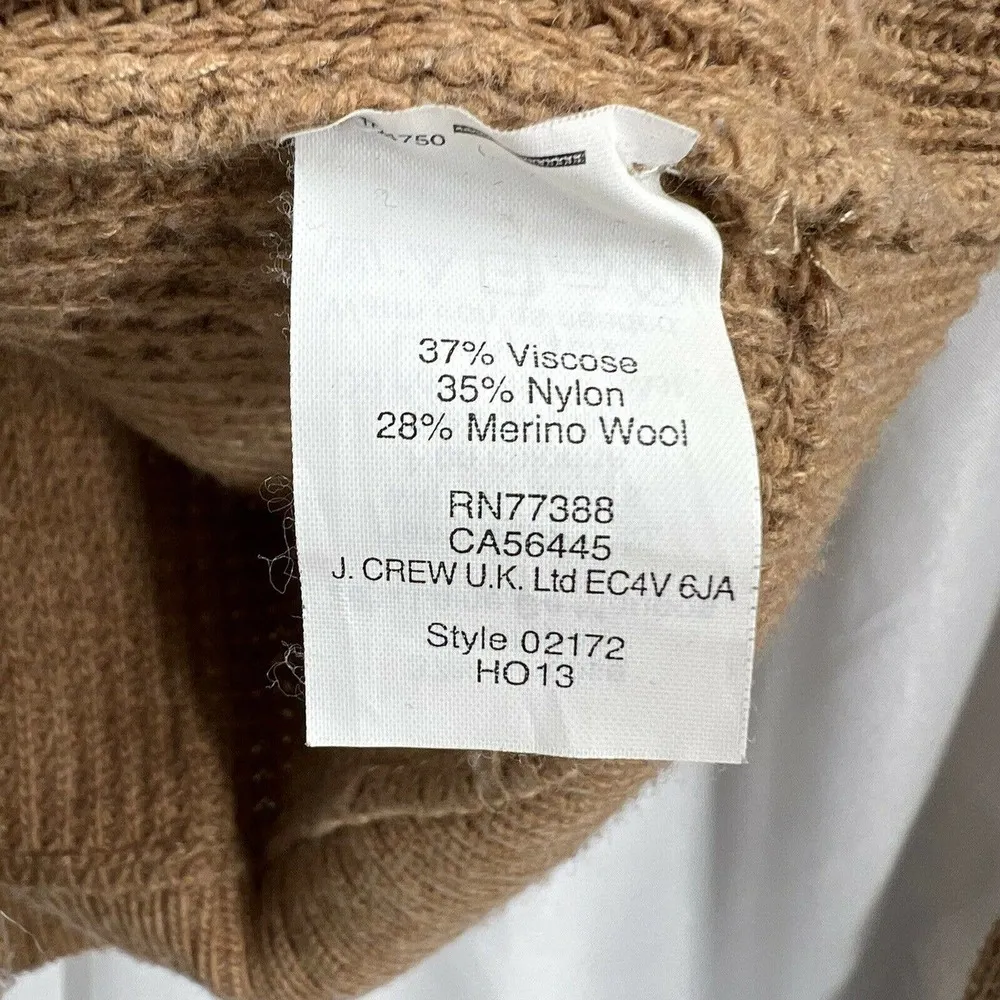 37% Viscose
35% Nylon
28% Merino Wool
RN77388
CA56445
J. CREW U.K. Ltd EC4V 6JA
Style 02172
HO13